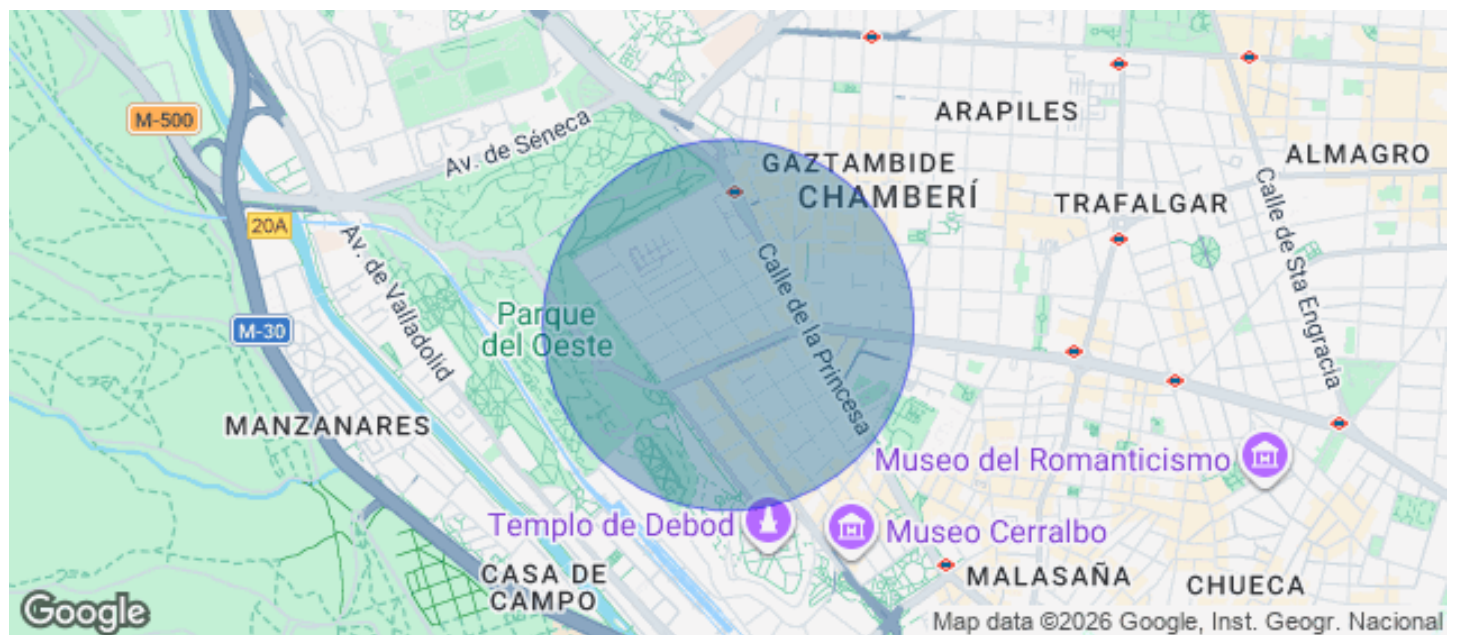 ARAPILES
M-500
Av. de Séneca
GAZTAMBIDE
ALMAGRO
CHAMBERÍ
TRAFALGAR
20A
Av. de Valladolid
Calle de la Princesa
Calle de Sta Engracia
Parque
del Oeste
M-30
MANZANARES
Museo del Romanticismo
Templo de Debod
Museo Cerralbo
CASA DE
CAMPO
MALASAÑA
CHUECA
Google
Map data ©2026 Google, Inst. Geogr. Nacional